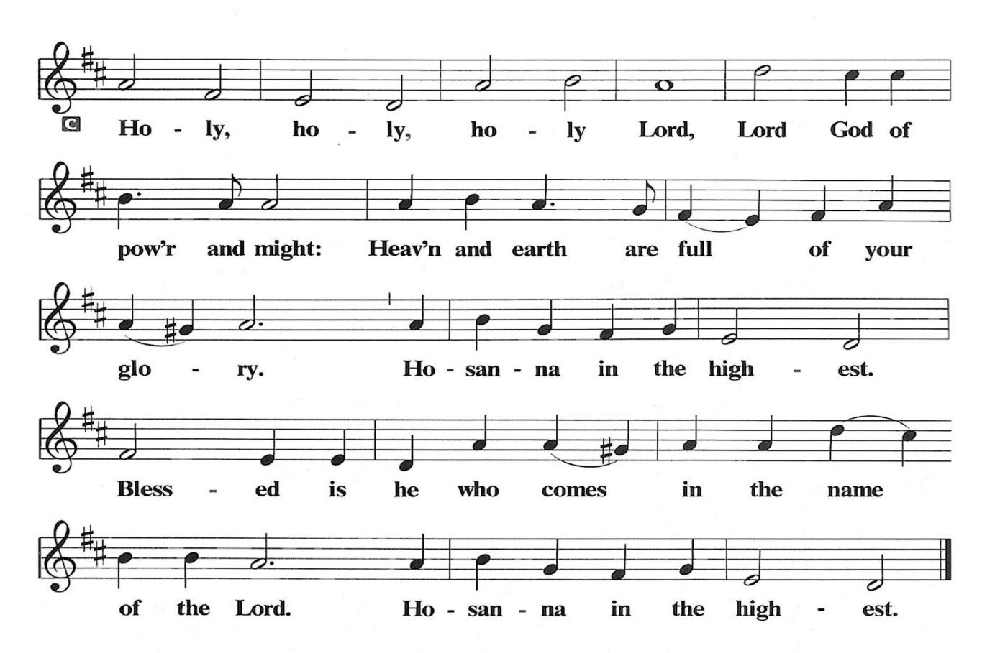 C Ho - ly, ho - ly, ho - ly Lord, Lord God of
pow’r and might: Heav’n and earth are full of your
glo - ry. Ho - san - na in the high - est.
Bless - ed is he who comes in the name
of the Lord. Ho - san - na in the high - est.